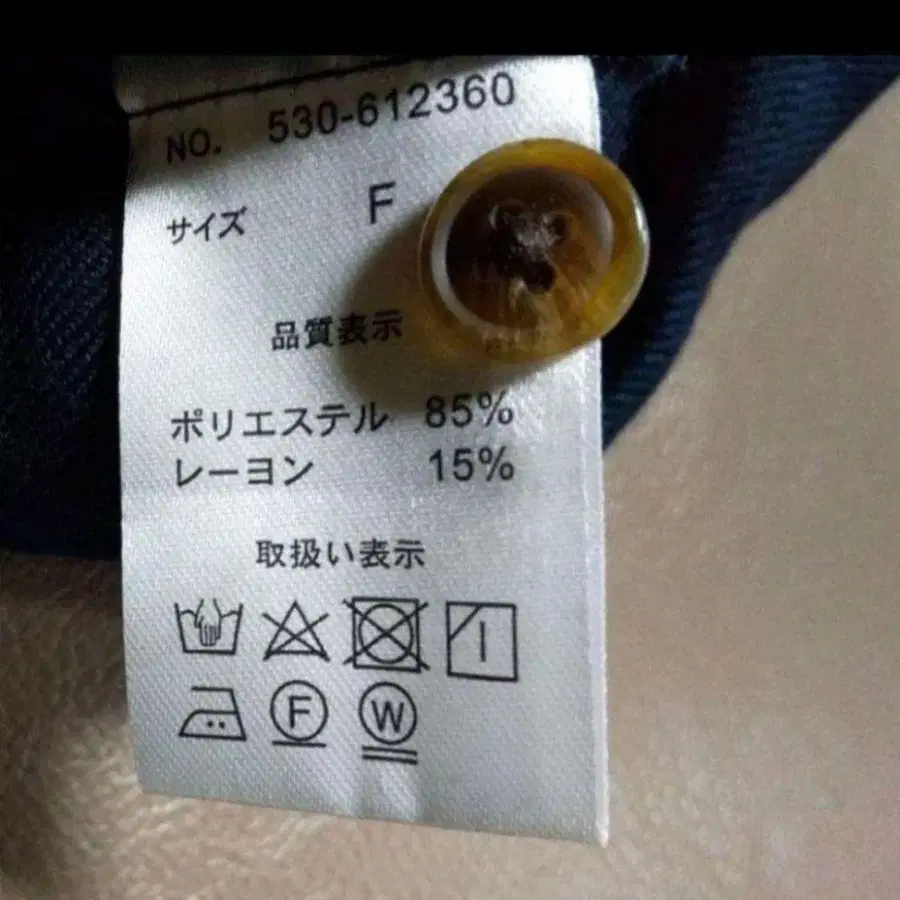 NO. 530-612360
サイズ F
品質表示
ポリエステル 85%
レーヨン 15%
取扱い表示
F
W